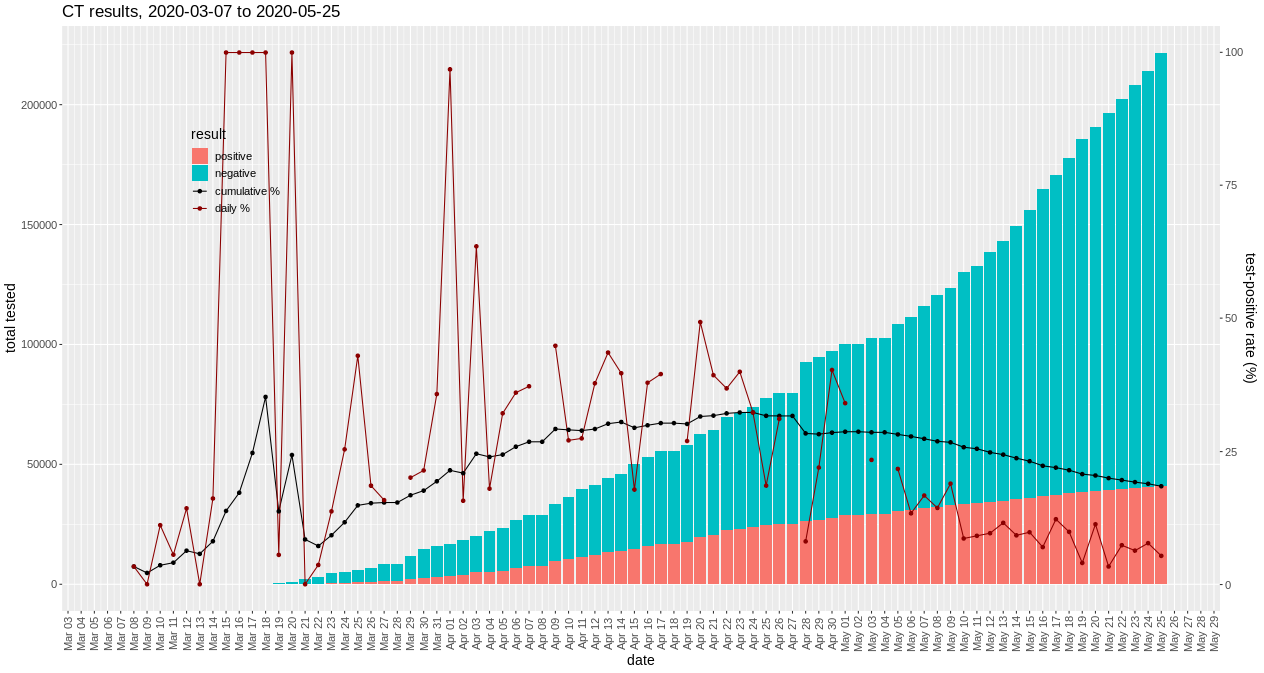 CT results, 2020-03-07 to 2020-05-25
total tested
200000
150000
100000
50000
0
result
positive
negative
cumulative %
daily %
100
75
50
25
0
test-positive rate (%)
Mar 03
Mar 04
Mar 05
Mar 06
Mar 07
Mar 08
Mar 09
Mar 10
Mar 11
Mar 12
Mar 13
Mar 14
Mar 15
Mar 16
Mar 17
Mar 18
Mar 19
Mar 20
Mar 21
Mar 22
Mar 23
Mar 24
Mar 25
Mar 26
Mar 27
Mar 28
Mar 29
Mar 30
Mar 31
Apr 01
Apr 02
Apr 03
Apr 04
Apr 05
Apr 06
Apr 07
Apr 08
Apr 09
Apr 10
Apr 11
Apr 12
Apr 13
Apr 14
Apr 15
Apr 16
Apr 17
Apr 18
Apr 19
Apr 20
Apr 21
Apr 22
Apr 23
Apr 24
Apr 25
Apr 26
Apr 27
Apr 28
Apr 29
Apr 30
May 01
May 02
May 03
May 04
May 05
May 06
May 07
May 08
May 09
May 10
May 11
May 12
May 13
May 14
May 15
May 16
May 17
May 18
May 19
May 20
May 21
May 22
May 23
May 24
May 25
May 26
May 27
May 28
May 29
date